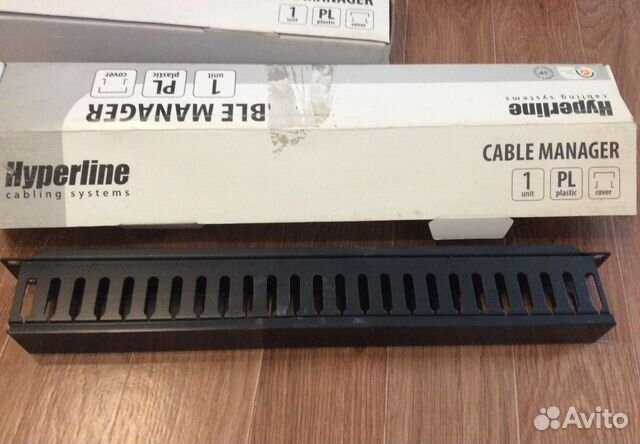 MANAGER
1 PL
unit plastic cover
Hyperline
cabling systems
CABLE MANAGER
1 PL
unit plastic cover
Hyperline
cabling systems
CABLE MANAGER
1 PL
unit plastic cover
Avito